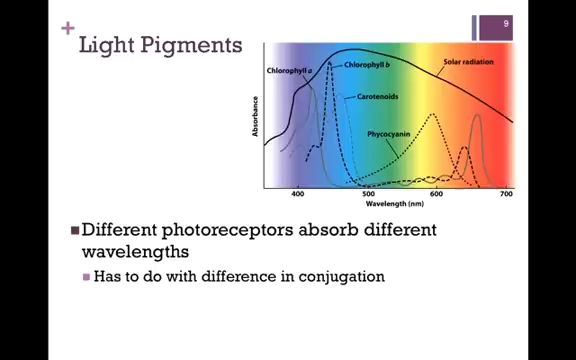 9
+
Light Pigments
Chlorophyll a
Chlorophyll b
Solar radiation
Carotenoids
Phycocyanin
Absorbance
400 500 600 700
Wavelength (nm)
Different photoreceptors absorb different
wavelengths
Has to do with difference in conjugation